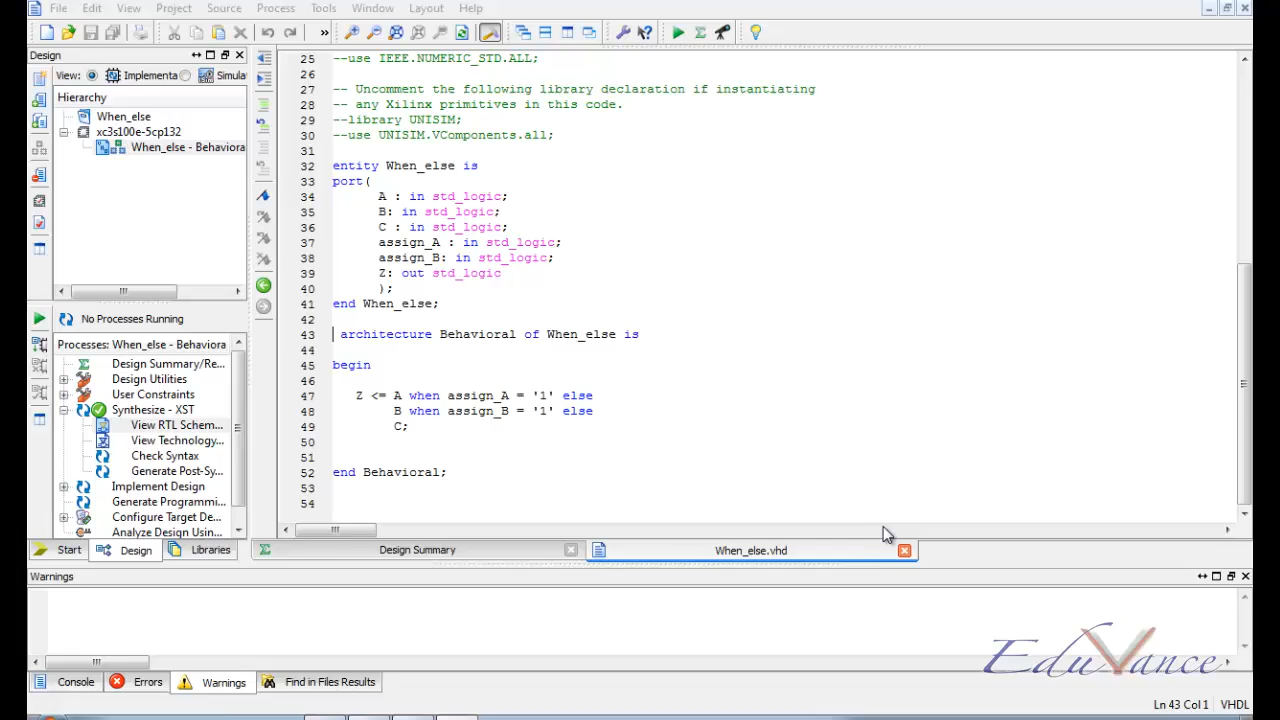 File Edit View Project Source Process Tools Window Layout Help
»
Design
View: Implementa Simula
Hierarchy
When_else
xc3s100e-5cp132
When_else - Behaviora
No Processes Running
Processes: When_else - Behaviora
Design Summary/Re...
Design Utilities
User Constraints
Synthesize - XST
View RTL Schem...
View Technology...
Check Syntax
Generate Post-Sy...
Implement Design
Generate Programmi...
Configure Target De...
Analyze Design Usin...
Start Design Libraries
25 --use IEEE.NUMERIC_STD.ALL;
26
27 -- Uncomment the following library declaration if instantiating
28 -- any Xilinx primitives in this code.
29 --library UNISIM;
30 --use UNISIM.VComponents.all;
31
32 entity When_else is
33 port(
34 A : in std_logic;
35 B: in std_logic;
36 C : in std_logic;
37 assign_A : in std_logic;
38 assign_B: in std_logic;
39 Z: out std_logic
40 );
41 end When_else;
42
43 architecture Behavioral of When_else is
44
45 begin
46
47 Z <= A when assign_A = '1' else
48 B when assign_B = '1' else
49 C;
50
51
52 end Behavioral;
53
54
Design Summary When_else.vhd
Warnings
EduVance
Console Errors Warnings Find in Files Results
Ln 43 Col 1 VHDL